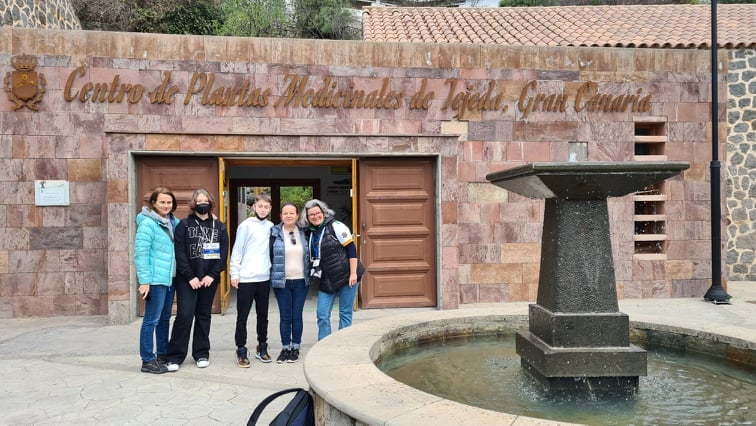 Centro de Plantas Medicinales de Tejeda, Gran Canaria